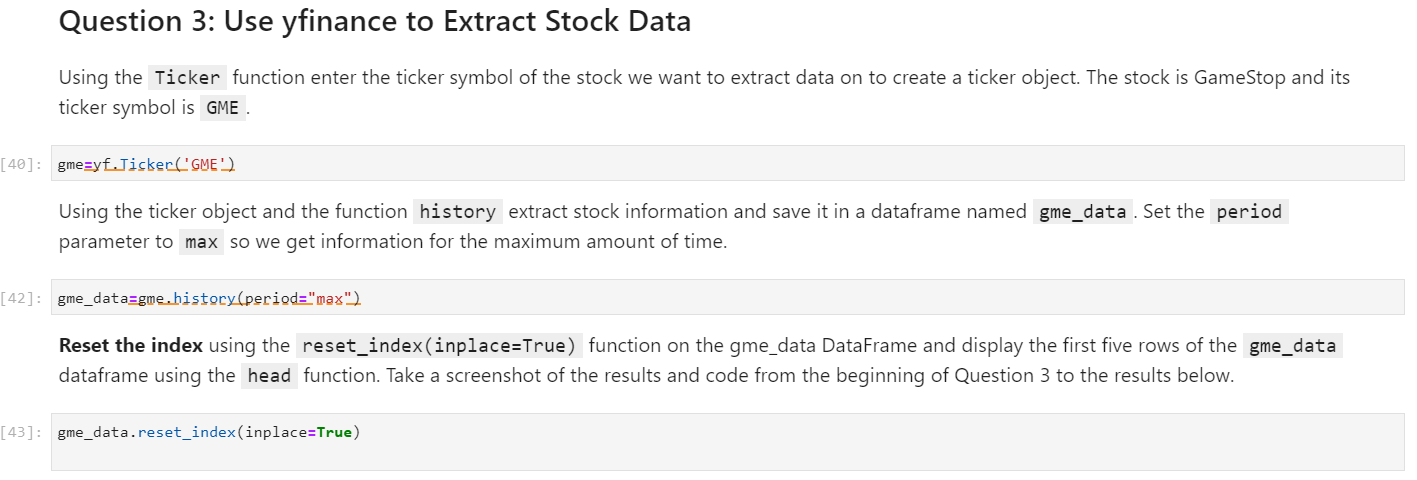 Question 3: Use yfinance to Extract Stock Data
Using the Ticker function enter the ticker symbol of the stock we want to extract data on to create a ticker object. The stock is GameStop and its
ticker symbol is GME .
[40]: gme=yf.Ticker('GME')
Using the ticker object and the function history extract stock information and save it in a dataframe named gme_data . Set the period
parameter to max so we get information for the maximum amount of time.
[42]: gme_data=gme.history(period="max")
Reset the index using the reset_index(inplace=True) function on the gme_data DataFrame and display the first five rows of the gme_data
dataframe using the head function. Take a screenshot of the results and code from the beginning of Question 3 to the results below.
[43]: gme_data.reset_index(inplace=True)